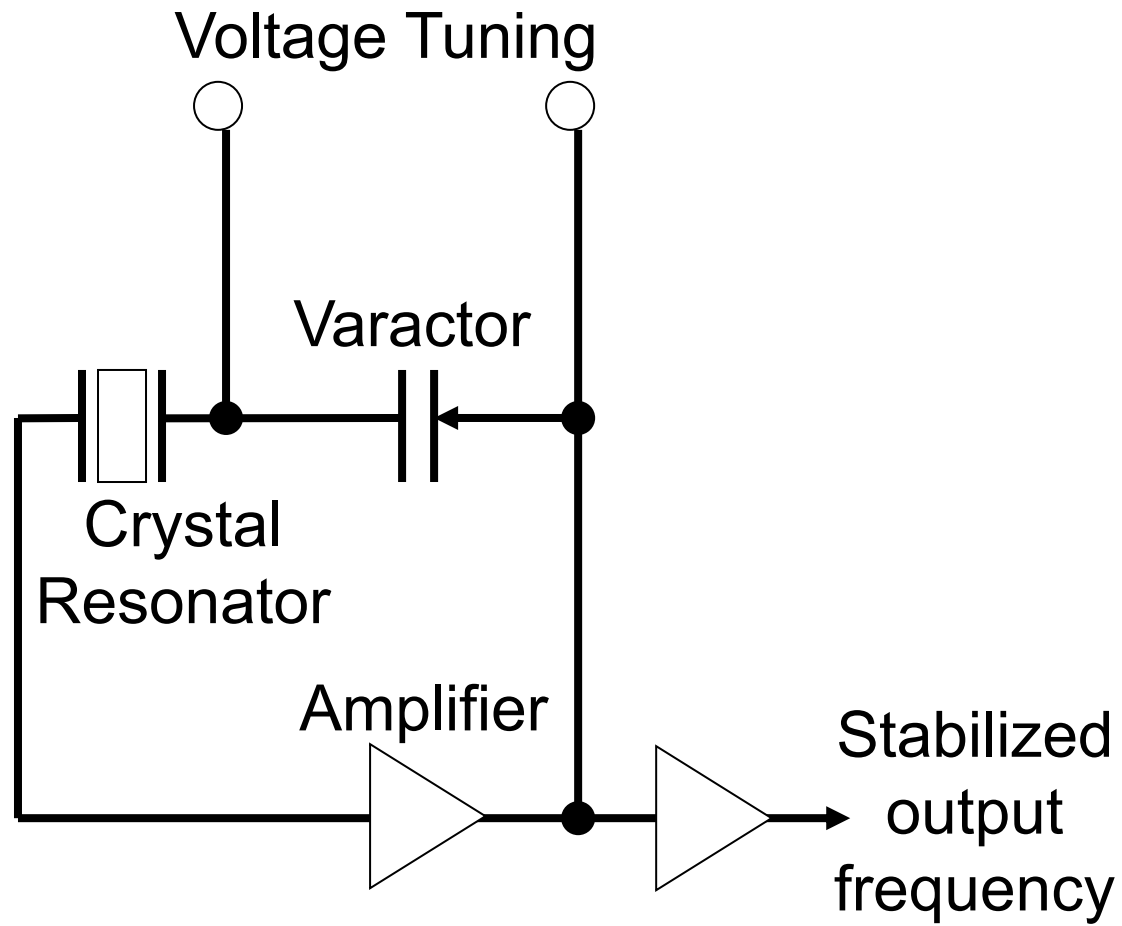 Voltage Tuning
Varactor
Crystal
Resonator
Amplifier
Stabilized
output
frequency